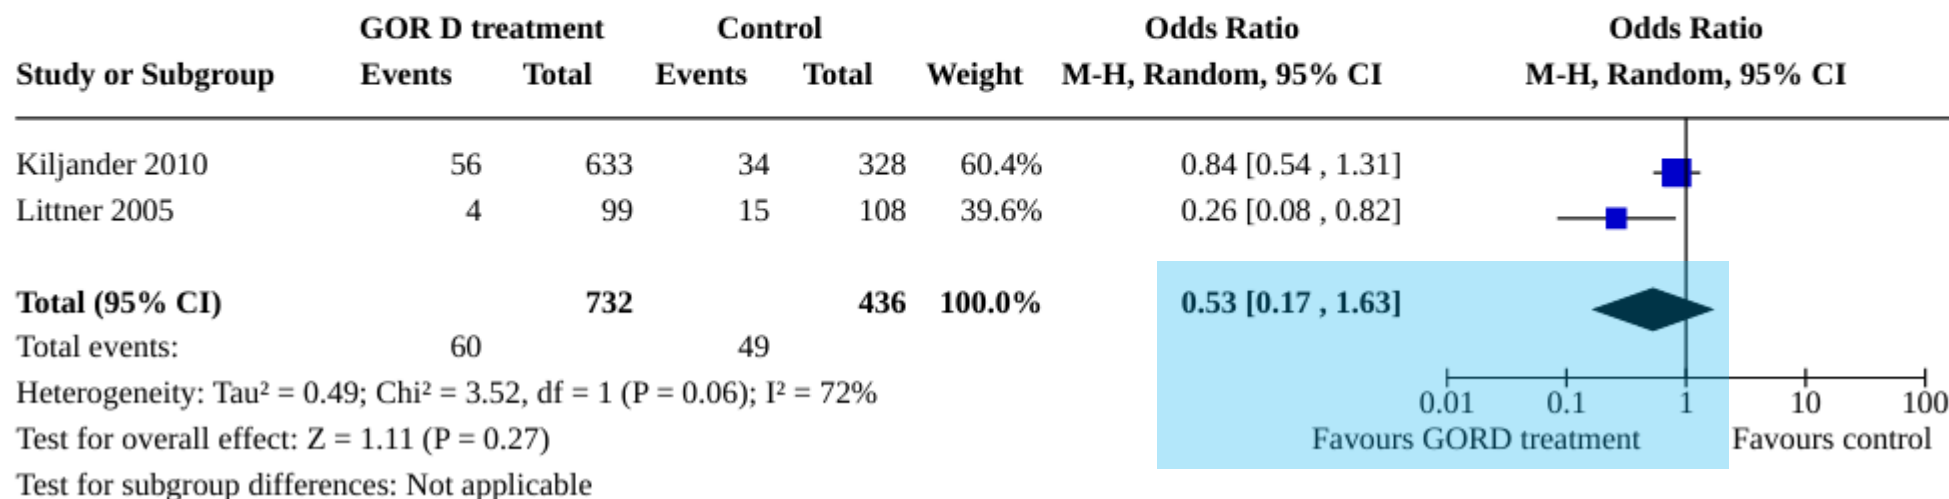 GOR D treatment Control Odds Ratio Odds Ratio
Study or Subgroup Events Total Events Total Weight M-H, Random, 95% CI M-H, Random, 95% CI
Kiljander 2010 56 633 34 328 60.4% 0.84 [0.54 , 1.31]
Littner 2005 4 99 15 108 39.6% 0.26 [0.08 , 0.82]
Total (95% CI) 732 436 100.0% 0.53 [0.17 , 1.63]
Total events: 60 49
Heterogeneity: Tau² = 0.49; Chi² = 3.52, df = 1 (P = 0.06); I² = 72% 0.01 0.1 1 10 100
Test for overall effect: Z = 1.11 (P = 0.27) Favours GORD treatment Favours control
Test for subgroup differences: Not applicable